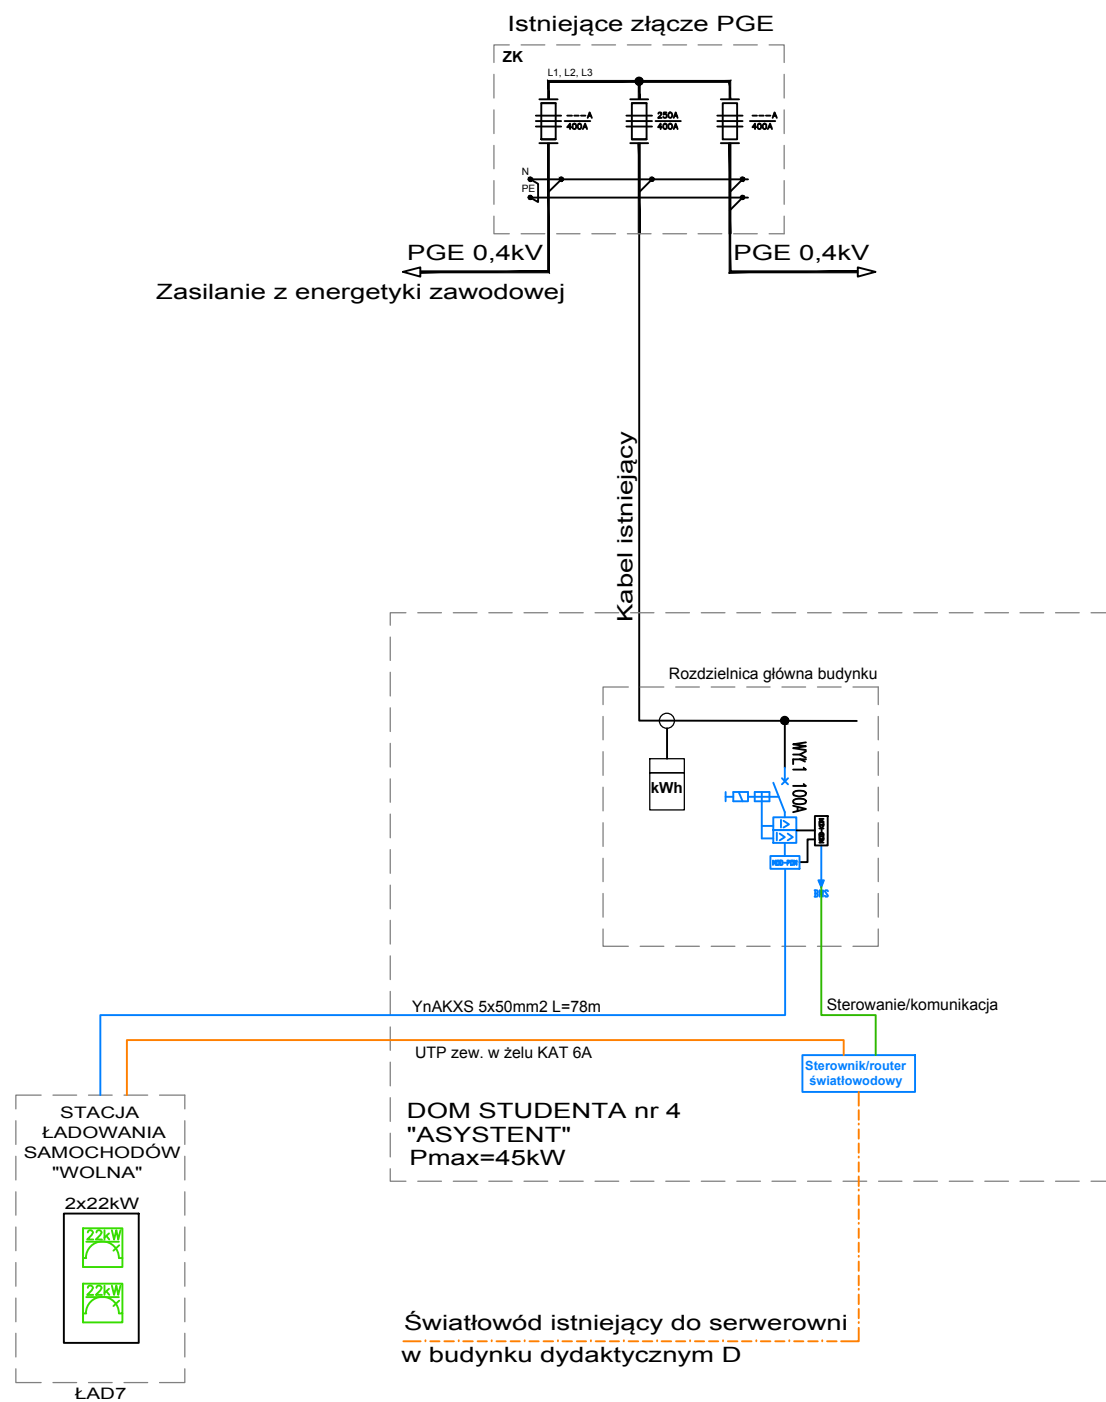 Istniejące złącze PGE
ZK
L1, L2, L3
----A
400A
250A
400A
----A
400A
N
PE
PGE 0,4kV
PGE 0,4kV
Zasilanie z energetyki zawodowej
Kabel istniejący
Rozdzielnica główna budynku
kWh
WYŁ1 100A
I>
I>>
BMS
YnAKXS 5x50mm2 L=78m
Sterowanie/komunikacja
UTP zew. w żelu KAT 6A
Sterownik/router
światłowodowy
STACJA
ŁADOWANIA
SAMOCHODÓW
"WOLNA"
2x22kW
22kW
22kW
ŁAD7
DOM STUDENTA nr 4
"ASYSTENT"
Pmax=45kW
Światłowód istniejący do serwerowni
w budynku dydaktycznym D